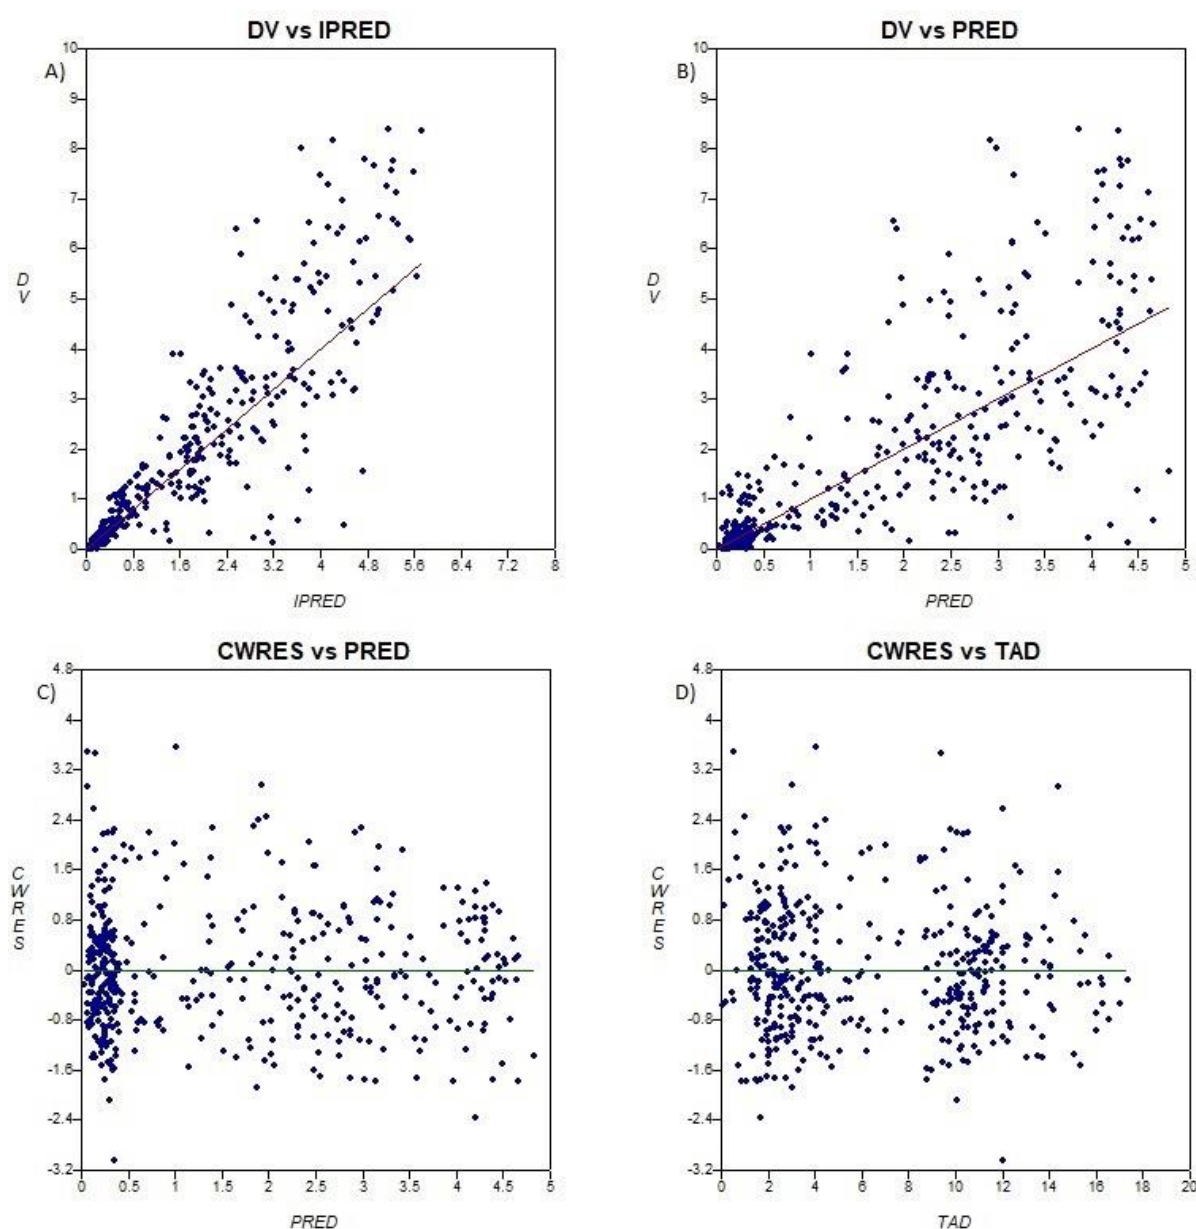 DV vs IPRED
A)
10
9
8
7
6
5
4
3
2
1
0
D
V
0 0.8 1.6 2.4 3.2 4 4.8 5.6 6.4 7.2 8
IPRED
DV vs PRED
B)
10
9
8
7
6
5
4
3
2
1
0
D
V
0 0.5 1 1.5 2 2.5 3 3.5 4 4.5 5
PRED
CWRES vs PRED
C)
4.8
4
3.2
2.4
1.6
0.8
0
-0.8
-1.6
-2.4
-3.2
C
W
R
E
S
0 0.5 1 1.5 2 2.5 3 3.5 4 4.5 5
PRED
CWRES vs TAD
D)
4.8
4
3.2
2.4
1.6
0.8
0
-0.8
-1.6
-2.4
-3.2
C
W
R
E
S
0 2 4 6 8 10 12 14 16 18 20
TAD